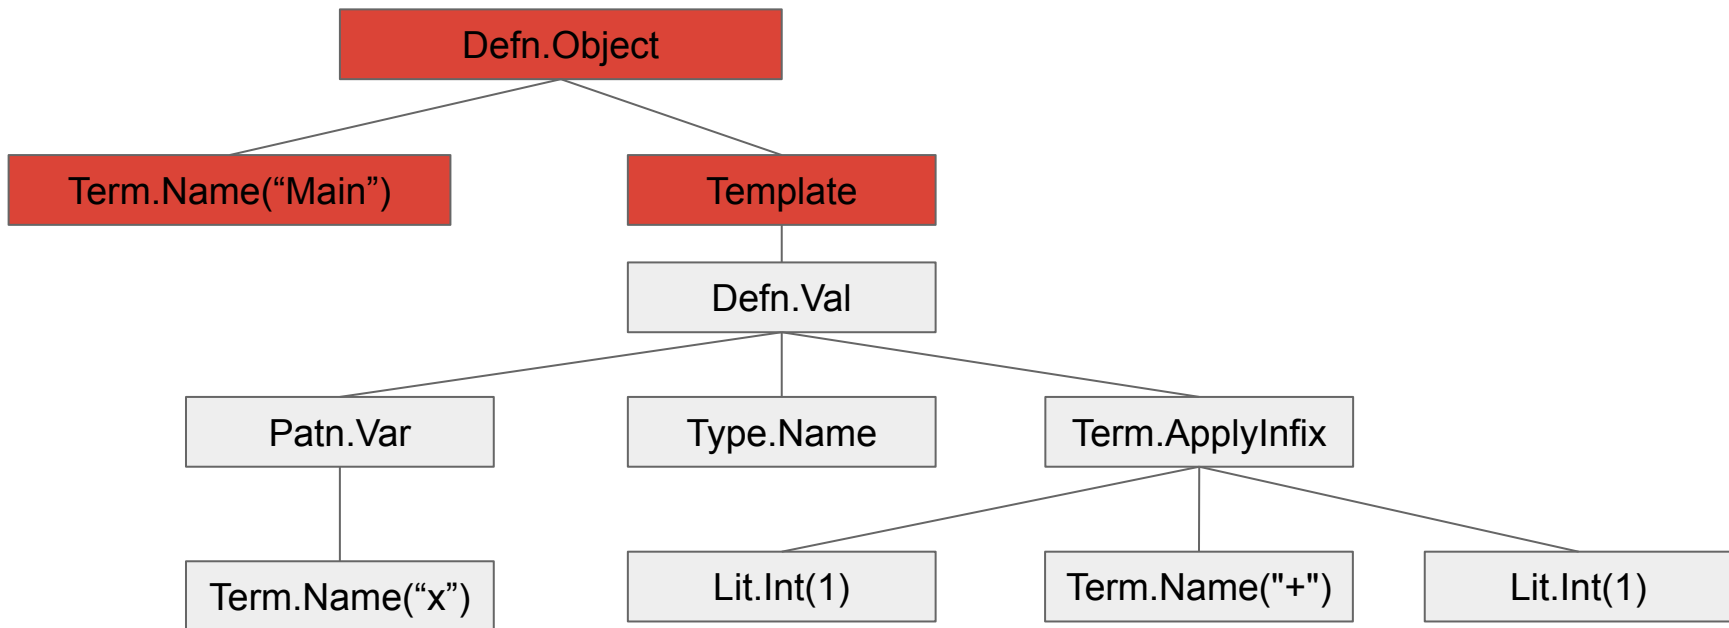 Defn.Object
Term.Name(“Main”)
Template
Defn.Val
Patn.Var
Type.Name
Term.ApplyInfix
Term.Name(“x”)
Lit.Int(1)
Term.Name("+")
Lit.Int(1)